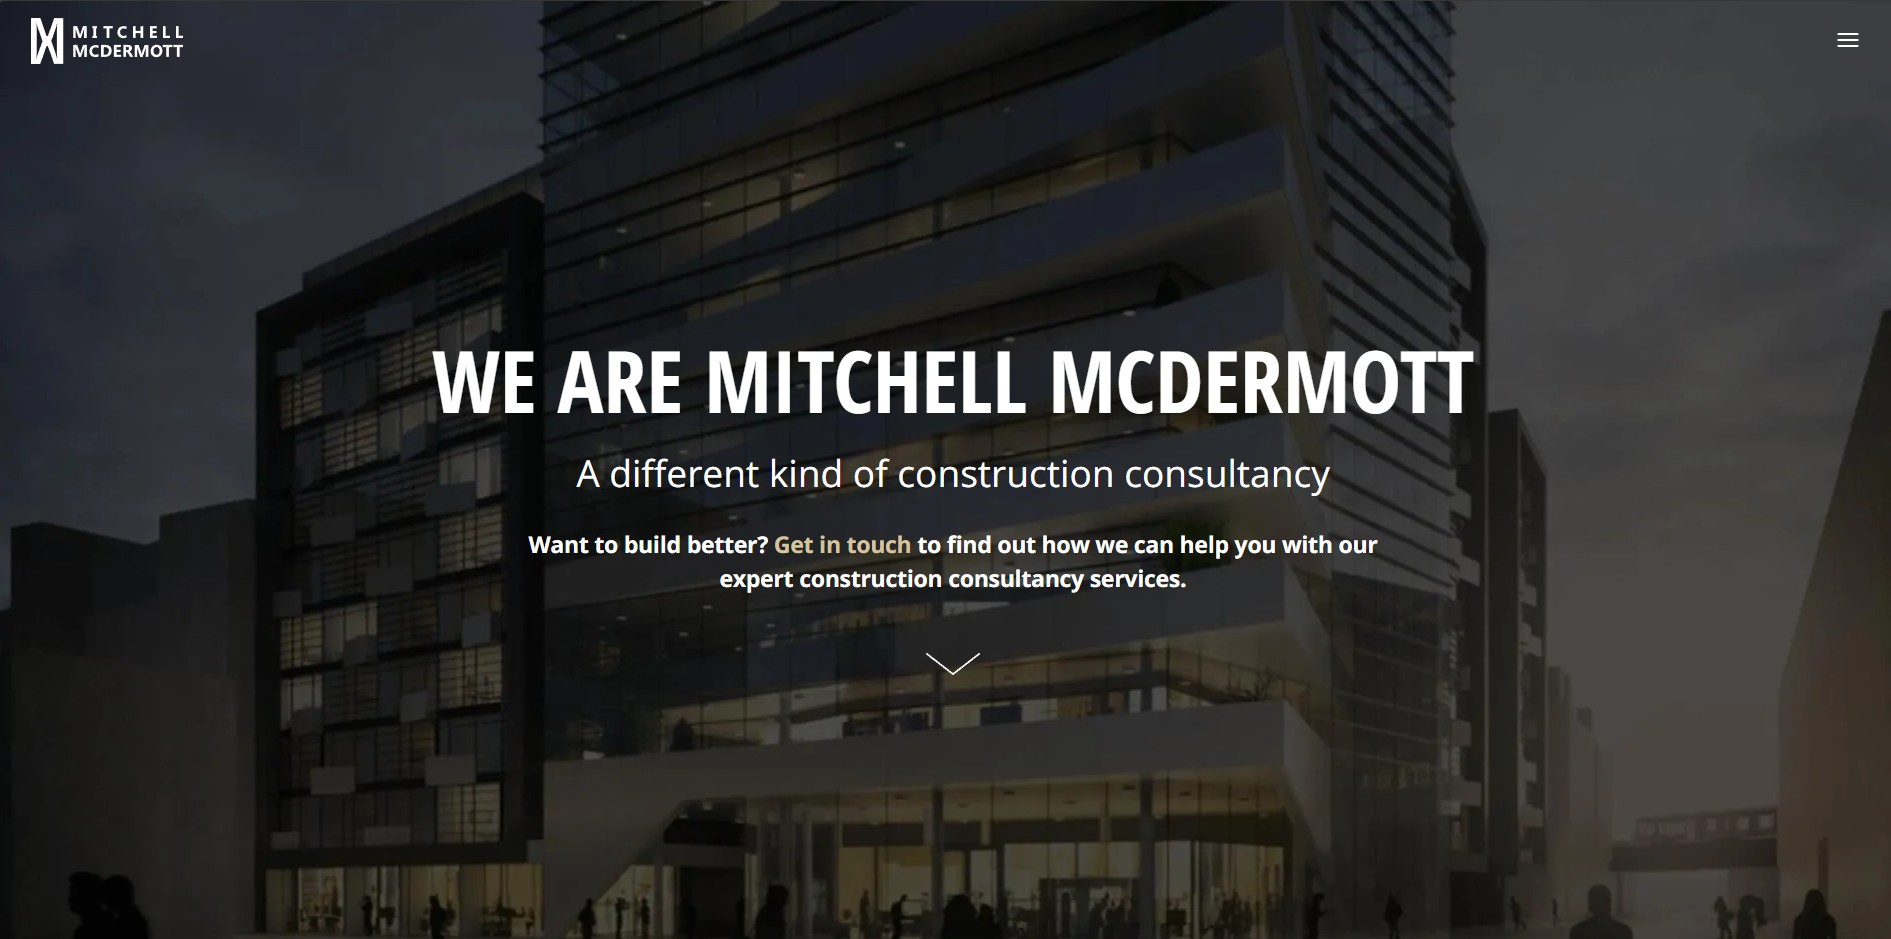 MITCHELL
MCDERMOTT
WE ARE MITCHELL MCDERMOTT
A different kind of construction consultancy
Want to build better? Get in touch to find out how we can help you with our
expert construction consultancy services.